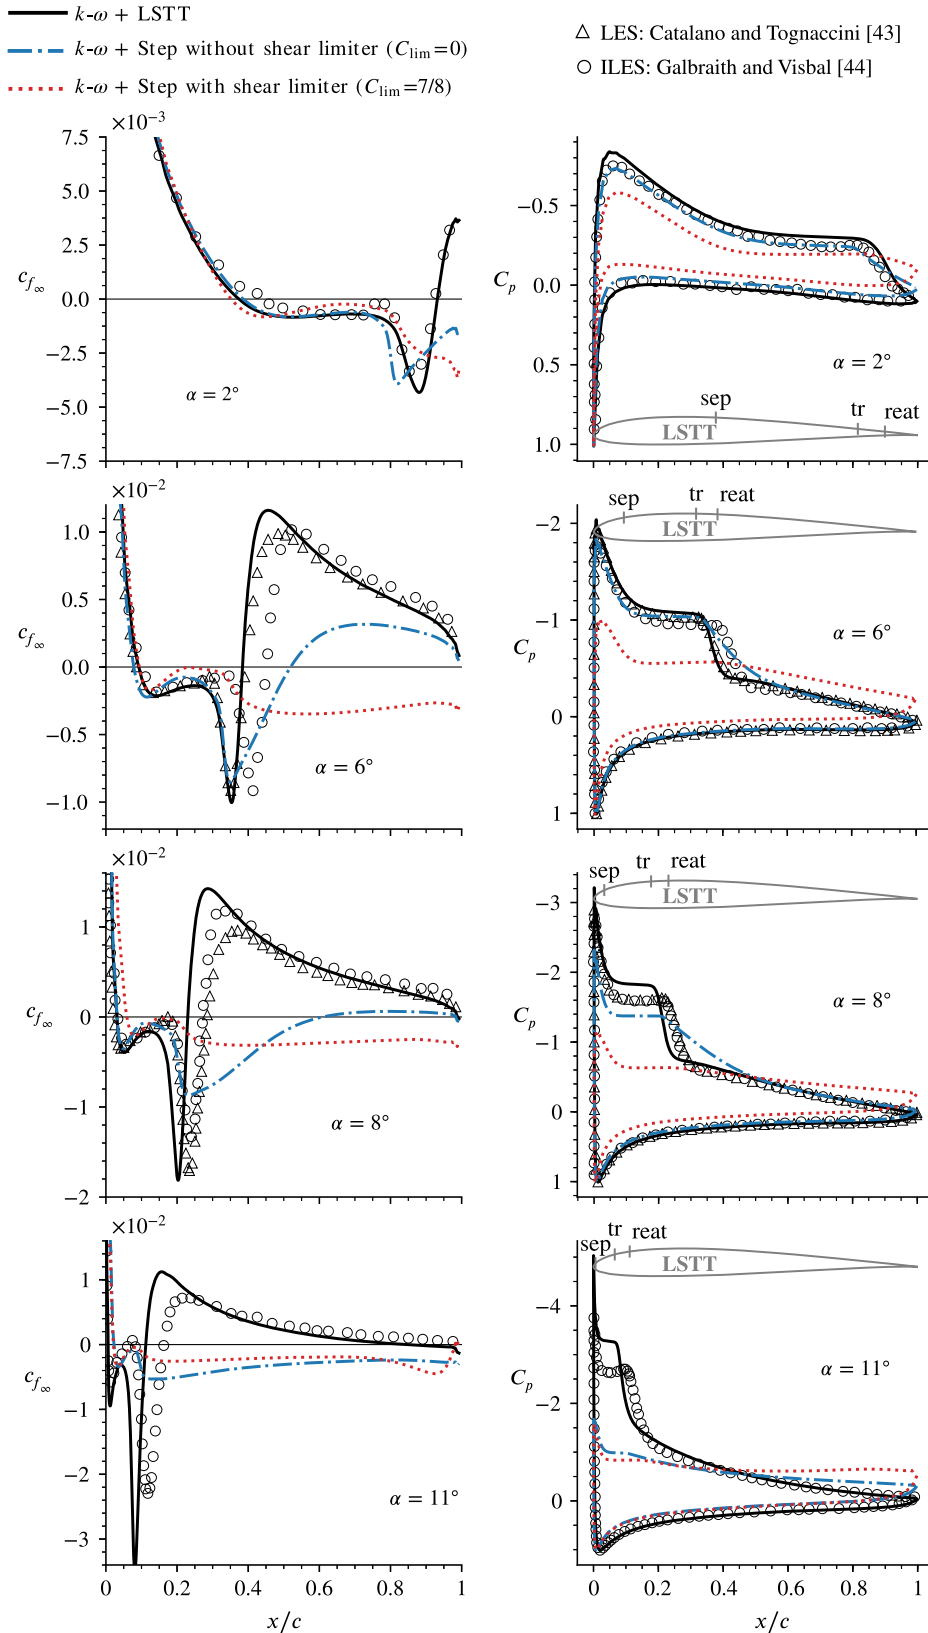 k-ω + LSTT
k-ω + Step without shear limiter (C_lim=0)
k-ω + Step with shear limiter (C_lim=7/8)
LES: Catalano and Tognaccini [43]
ILES: Galbraith and Visbal [44]
×10⁻³
7.5
5.0
2.5
0.0
−2.5
−5.0
−7.5
c_f∞
α = 2°
−0.5
0.0
0.5
1.0
C_p
α = 2°
sep
tr
reat
LSTT
×10⁻²
1.0
0.5
0.0
−0.5
−1.0
c_f∞
α = 6°
sep
tr
reat
LSTT
−2
−1
0
1
C_p
α = 6°
×10⁻²
1
0
−1
−2
c_f∞
α = 8°
sep
tr
reat
LSTT
−3
−2
−1
0
1
C_p
α = 8°
×10⁻²
1
0
−1
−2
−3
c_f∞
α = 11°
0 0.2 0.4 0.6 0.8 1
x/c
sep
tr
reat
LSTT
−4
−2
0
C_p
α = 11°
0 0.2 0.4 0.6 0.8 1
x/c